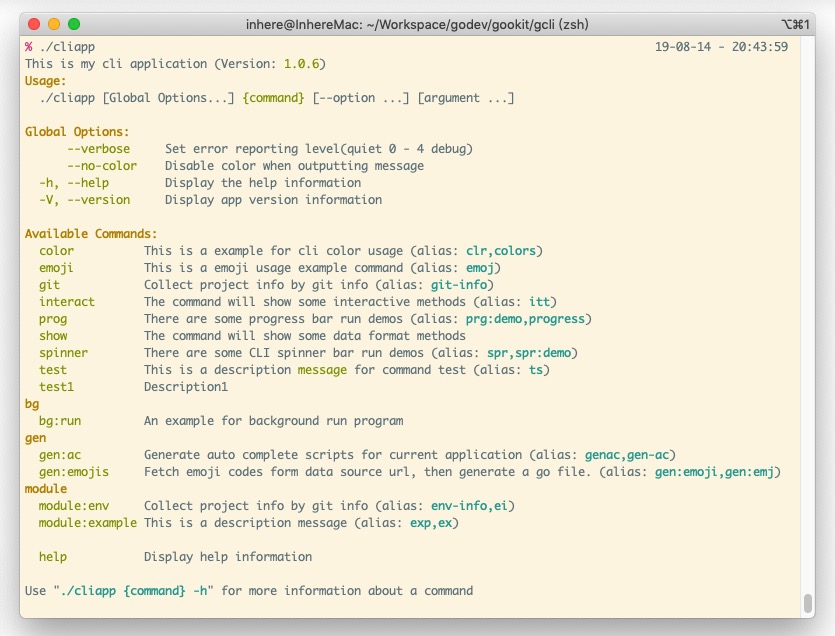 inhere@InhereMac: ~/Workspace/godev/gookit/gcli (zsh) ⌥⌘1
% ./cliapp 19-08-14 - 20:43:59
This is my cli application (Version: 1.0.6)
Usage:
./cliapp [Global Options...] {command} [--option ...] [argument ...]
Global Options:
--verbose Set error reporting level(quiet 0 - 4 debug)
--no-color Disable color when outputting message
-h, --help Display the help information
-V, --version Display app version information
Available Commands:
color This is a example for cli color usage (alias: clr,colors)
emoji This is a emoji usage example command (alias: emoj)
git Collect project info by git info (alias: git-info)
interact The command will show some interactive methods (alias: itt)
prog There are some progress bar run demos (alias: prg:demo,progress)
show The command will show some data format methods
spinner There are some CLI spinner bar run demos (alias: spr,spr:demo)
test This is a description message for command test (alias: ts)
test1 Description1
bg
bg:run An example for background run program
gen
gen:ac Generate auto complete scripts for current application (alias: genac,gen-ac)
gen:emojis Fetch emoji codes form data source url, then generate a go file. (alias: gen:emoji,gen:emj)
module
module:env Collect project info by git info (alias: env-info,ei)
module:example This is a description message (alias: exp,ex)
help Display help information
Use "./cliapp {command} -h" for more information about a command